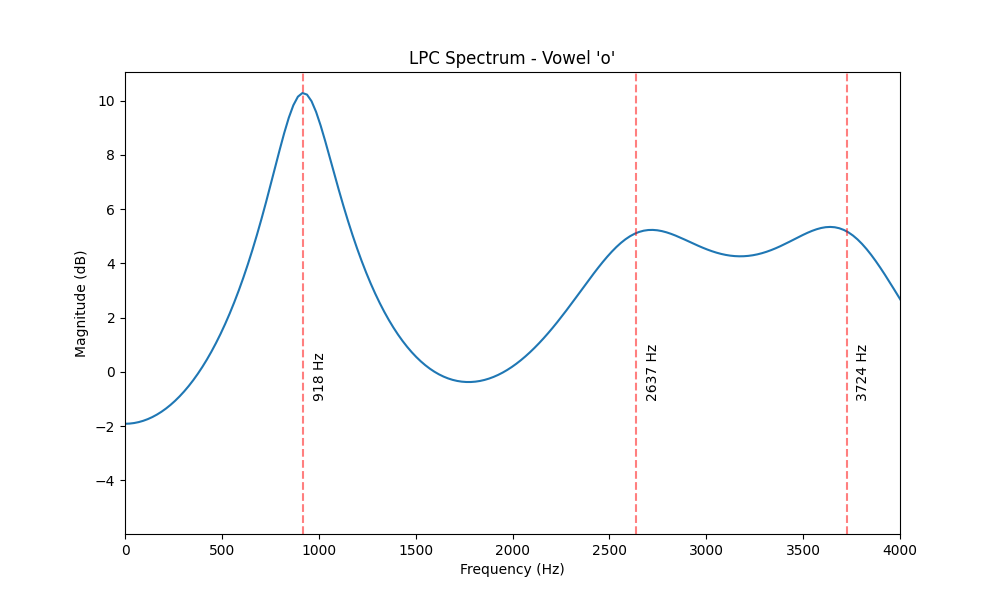 LPC Spectrum - Vowel 'o'
Magnitude (dB)
10
8
6
4
2
0
−2
−4
918 Hz
2637 Hz
3724 Hz
0
500
1000
1500
2000
2500
3000
3500
4000
Frequency (Hz)